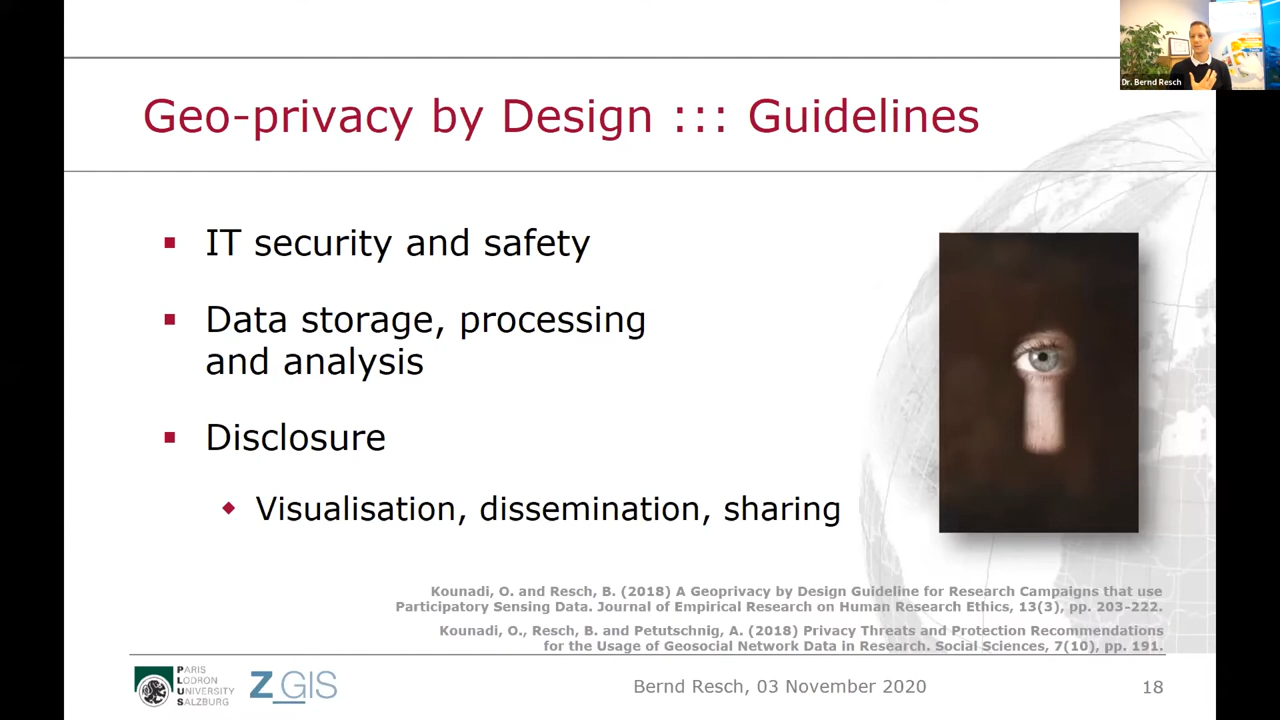 Dr. Bernd Resch
Geo-privacy by Design ::: Guidelines
IT security and safety
Data storage, processing
and analysis
Disclosure
Visualisation, dissemination, sharing
Kounadi, O. and Resch, B. (2018) A Geoprivacy by Design Guideline for Research Campaigns that use
Participatory Sensing Data. Journal of Empirical Research on Human Research Ethics, 13(3), pp. 203-222.
Kounadi, O., Resch, B. and Petutschnig, A. (2018) Privacy Threats and Protection Recommendations
for the Usage of Geosocial Network Data in Research. Social Sciences, 7(10), pp. 191.
PARIS
LODRON
UNIVERSITY
SALZBURG
PLUS
Z_GIS
Bernd Resch, 03 November 2020
18